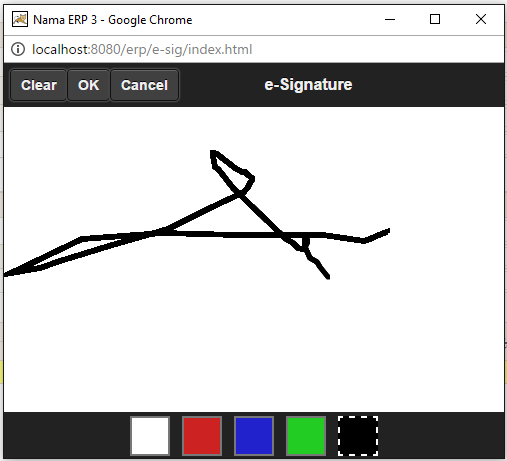 Nama ERP 3 - Google Chrome
localhost:8080/erp/e-sig/index.html
Clear OK Cancel e-Signature